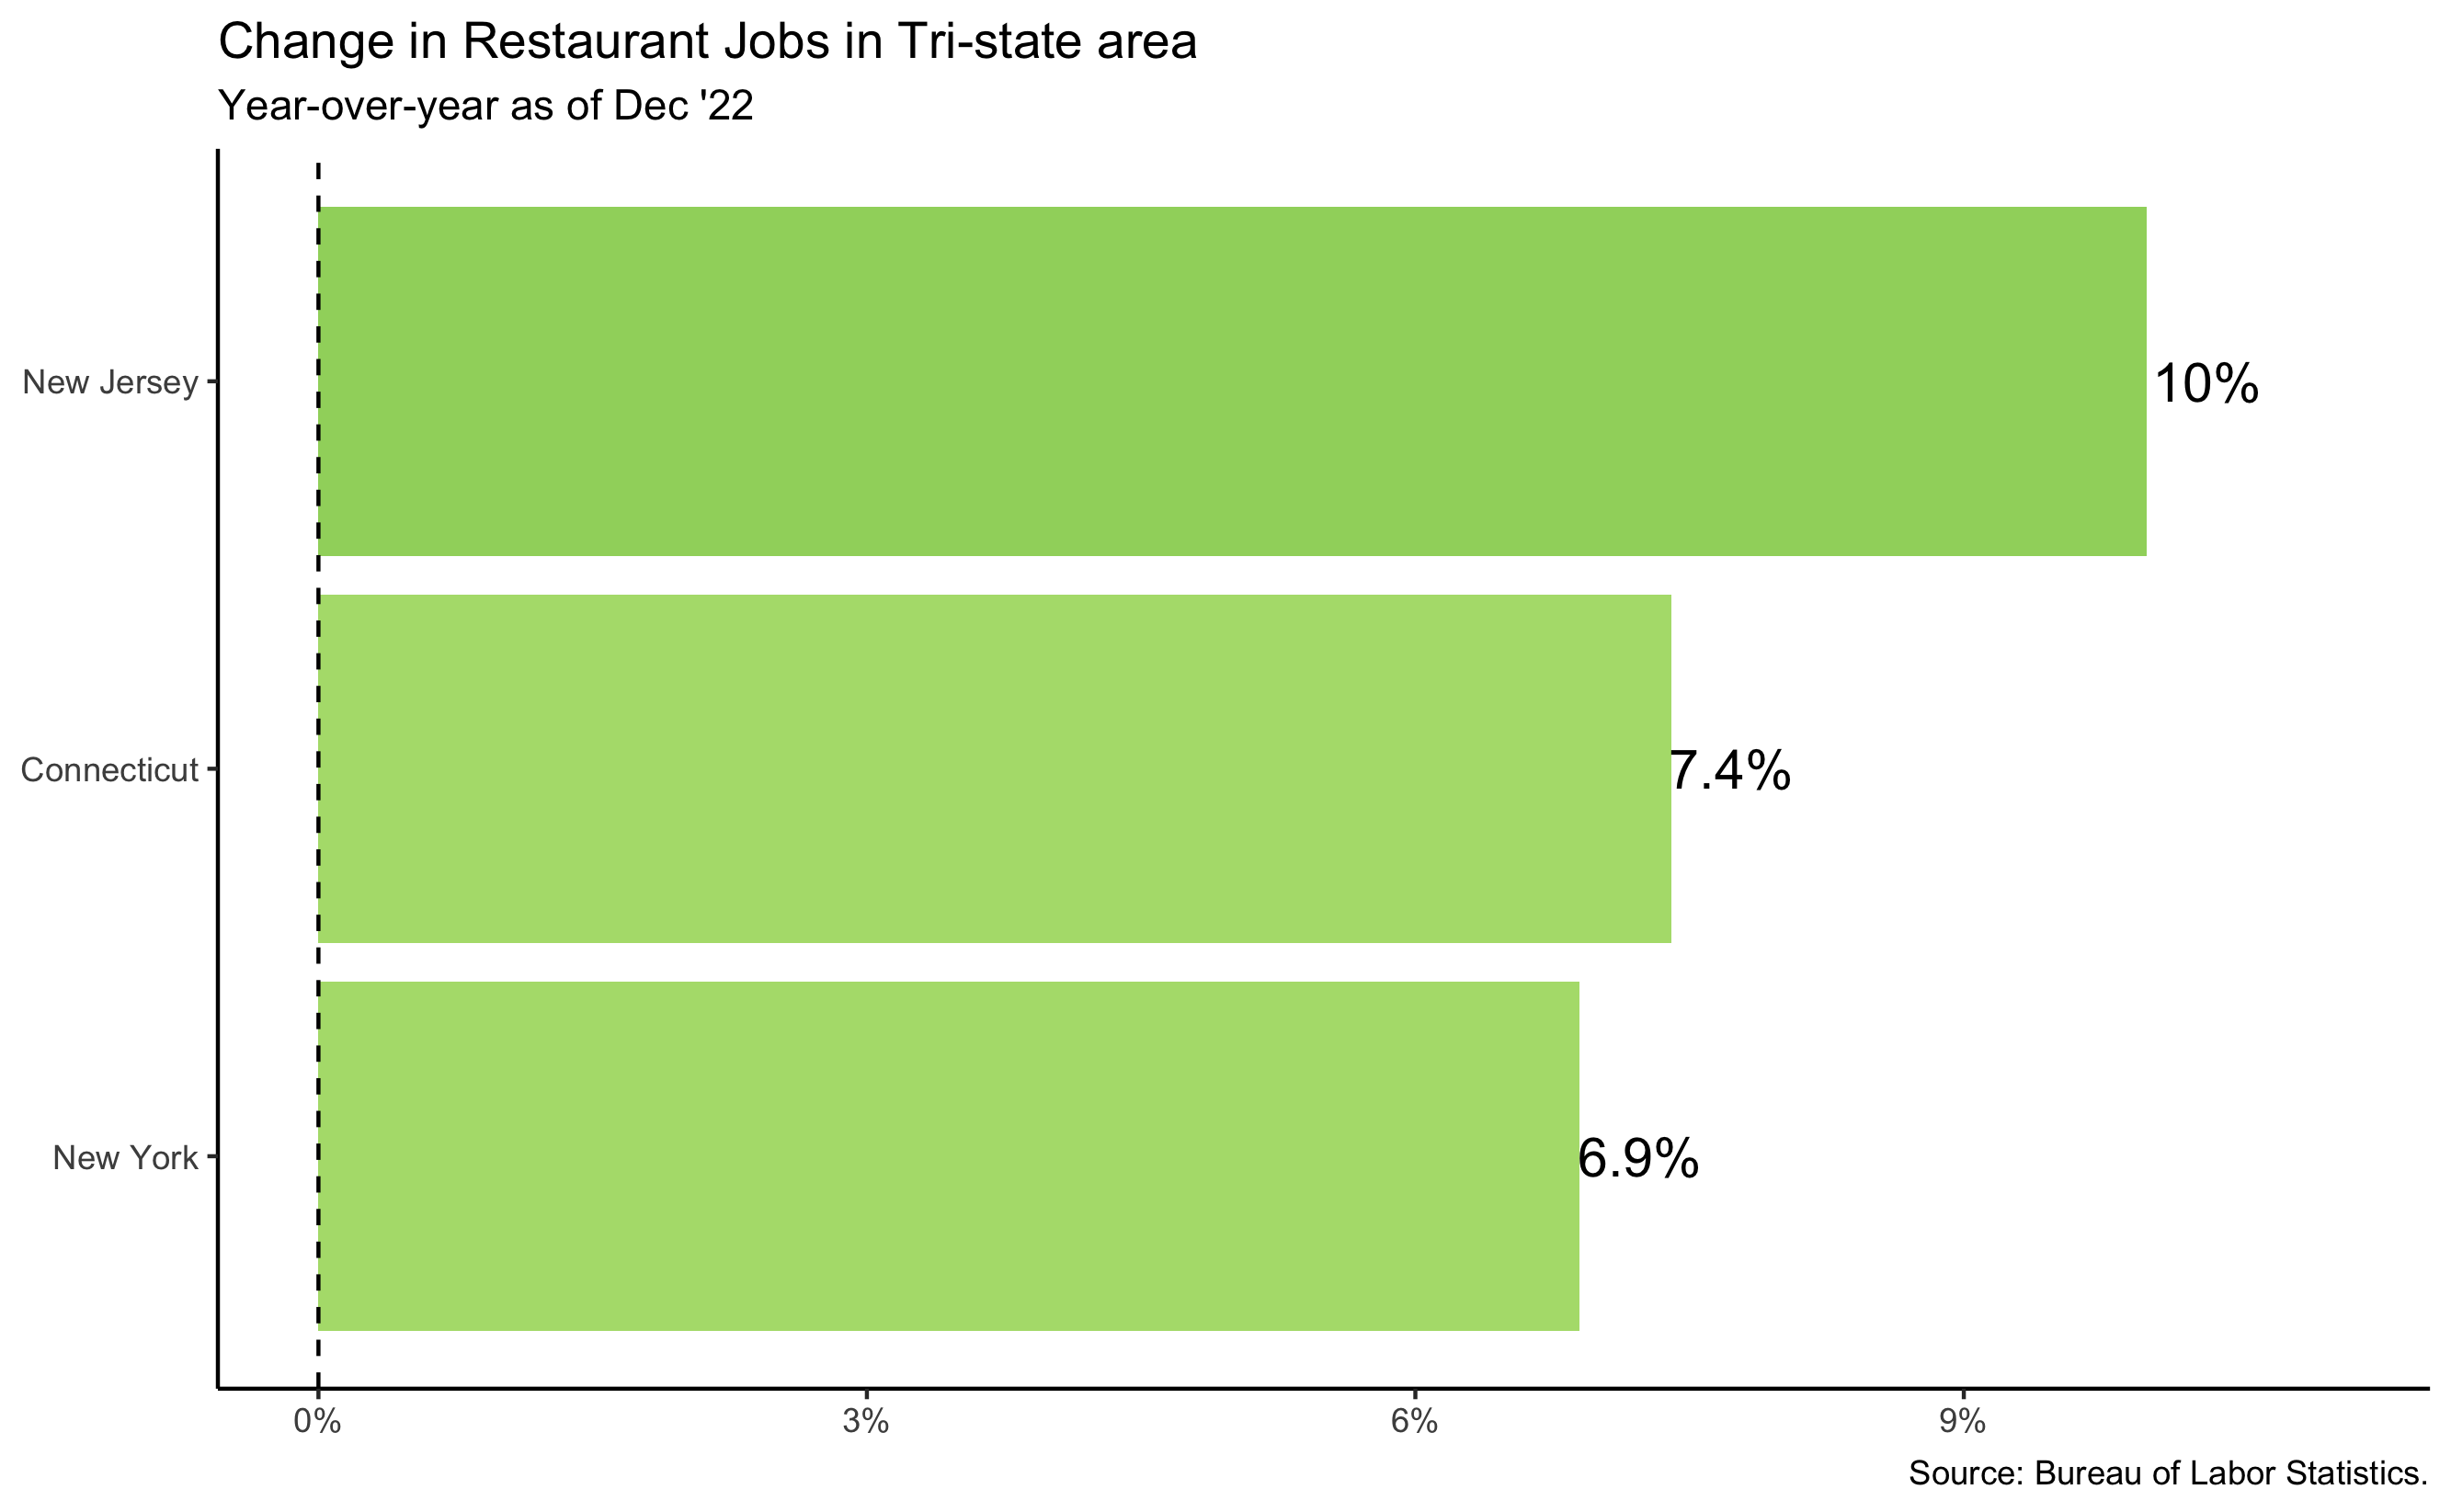 Change in Restaurant Jobs in Tri-state area
Year-over-year as of Dec '22
New Jersey
10%
Connecticut
7.4%
New York
6.9%
0% 3% 6% 9%
Source: Bureau of Labor Statistics.